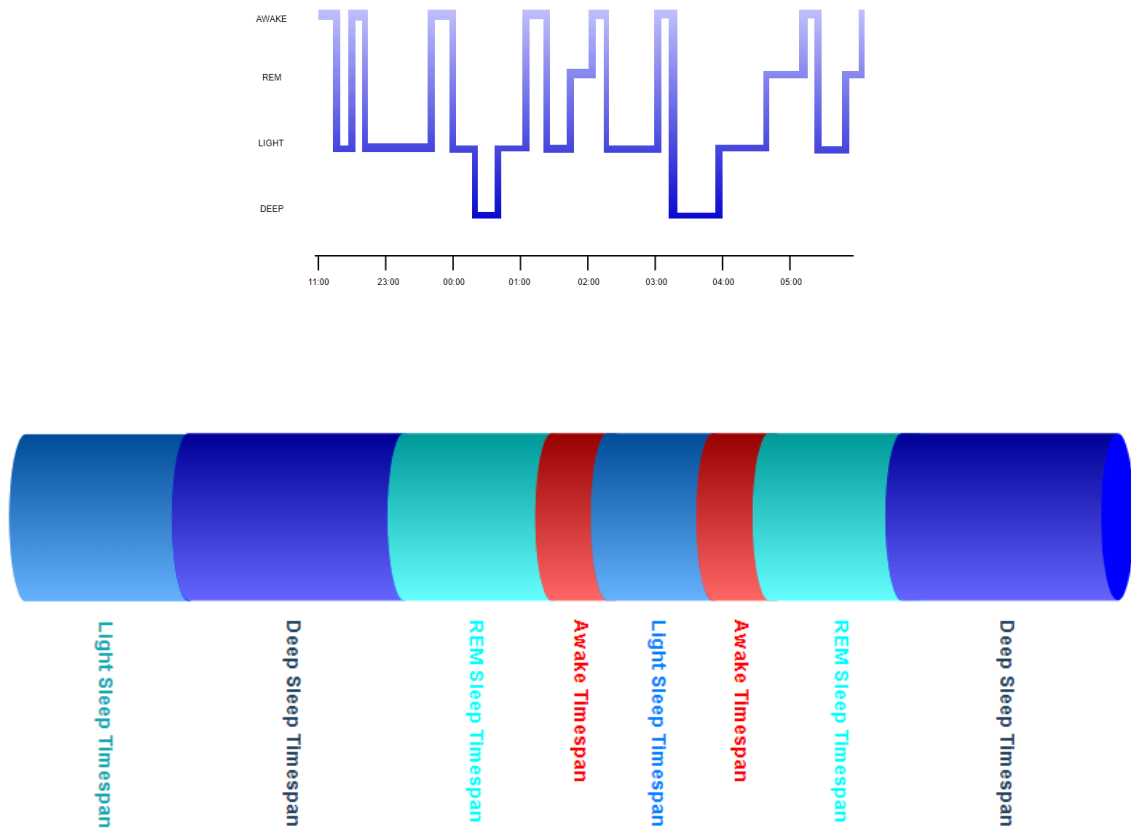 AWAKE
REM
LIGHT
DEEP
11:00 23:00 00:00 01:00 02:00 03:00 04:00 05:00
Light Sleep Timespan
Deep Sleep Timespan
REM Sleep Timespan
Awake Timespan
Light Sleep Timespan
Awake Timespan
REM Sleep Timespan
Deep Sleep Timespan